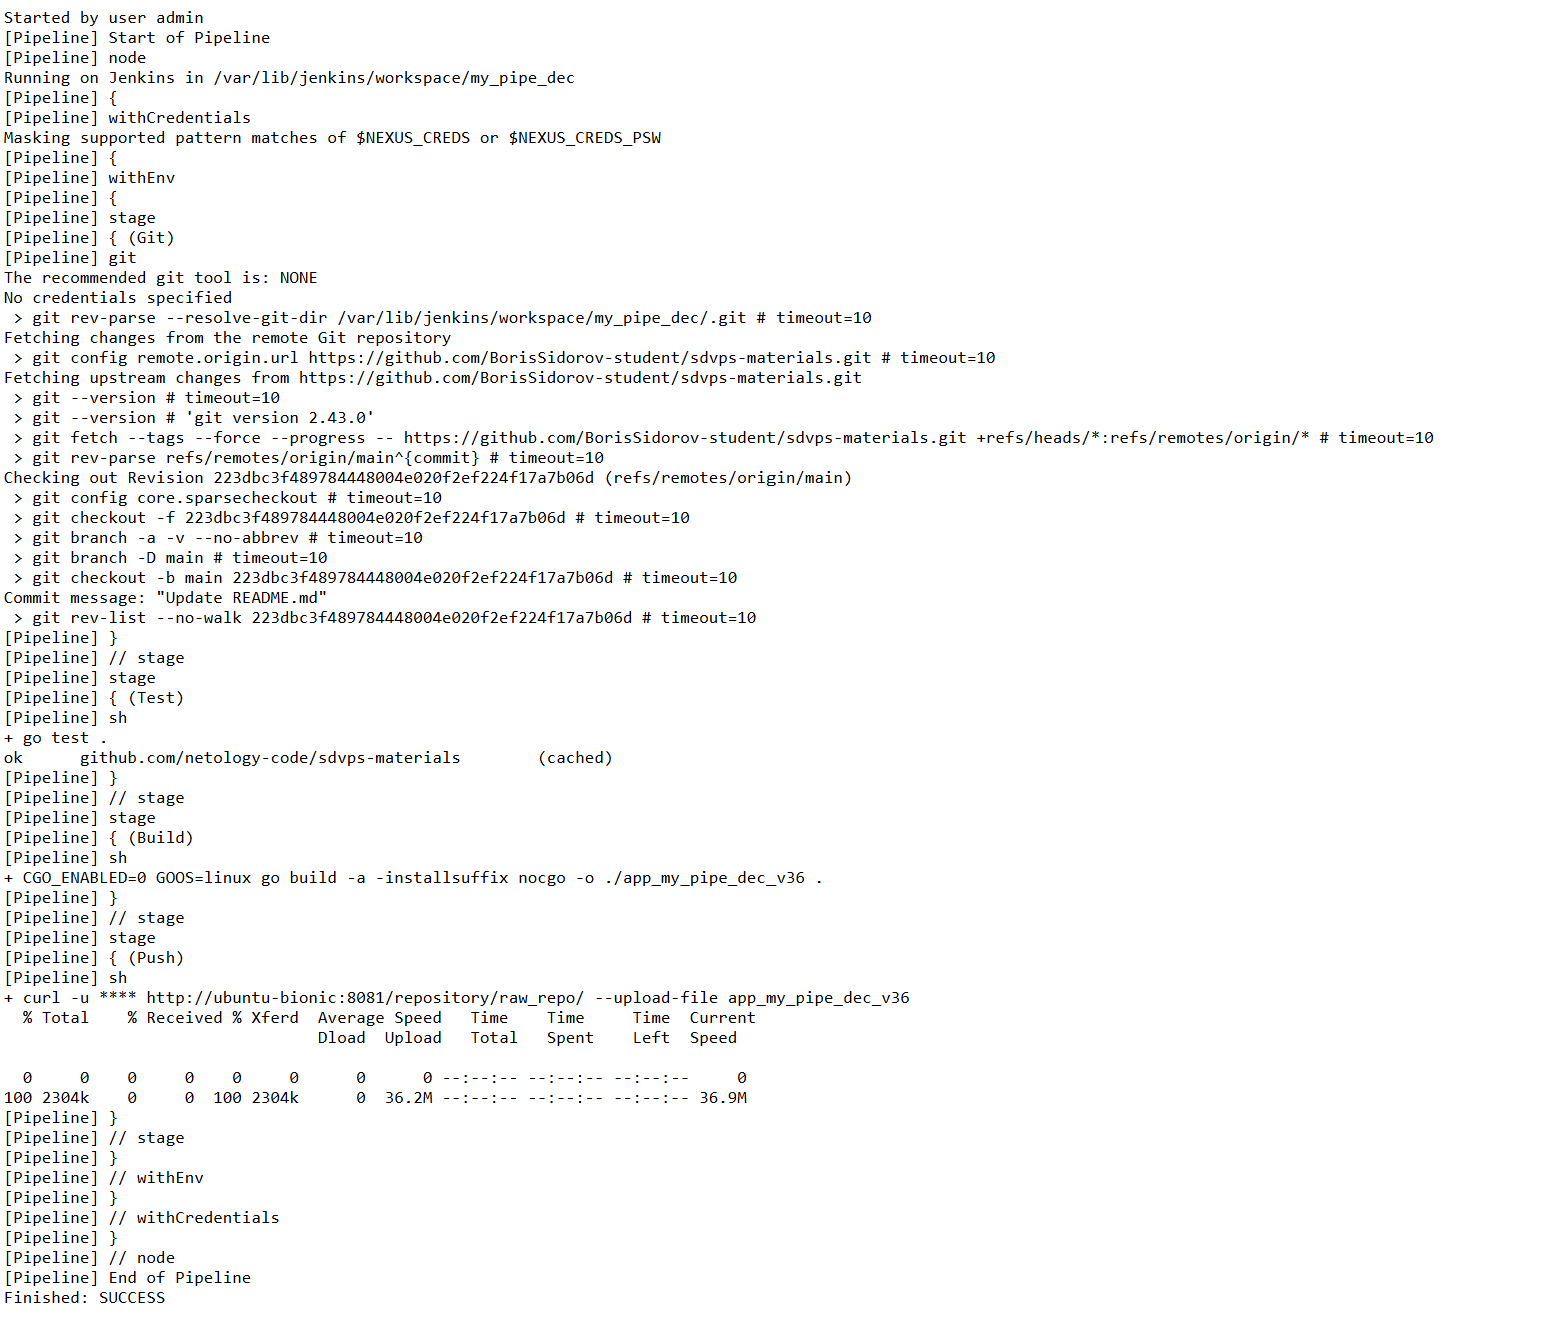 Started by user admin
[Pipeline] Start of Pipeline
[Pipeline] node
Running on Jenkins in /var/lib/jenkins/workspace/my_pipe_dec
[Pipeline] {
[Pipeline] withCredentials
Masking supported pattern matches of $NEXUS_CREDS or $NEXUS_CREDS_PSW
[Pipeline] {
[Pipeline] withEnv
[Pipeline] {
[Pipeline] stage
[Pipeline] { (Git)
[Pipeline] git
The recommended git tool is: NONE
No credentials specified
 > git rev-parse --resolve-git-dir /var/lib/jenkins/workspace/my_pipe_dec/.git # timeout=10
Fetching changes from the remote Git repository
 > git config remote.origin.url https://github.com/BorisSidorov-student/sdvps-materials.git # timeout=10
Fetching upstream changes from https://github.com/BorisSidorov-student/sdvps-materials.git
 > git --version # timeout=10
 > git --version # 'git version 2.43.0'
 > git fetch --tags --force --progress -- https://github.com/BorisSidorov-student/sdvps-materials.git +refs/heads/*:refs/remotes/origin/* # timeout=10
 > git rev-parse refs/remotes/origin/main^{commit} # timeout=10
Checking out Revision 223dbc3f489784448004e020f2ef224f17a7b06d (refs/remotes/origin/main)
 > git config core.sparsecheckout # timeout=10
 > git checkout -f 223dbc3f489784448004e020f2ef224f17a7b06d # timeout=10
 > git branch -a -v --no-abbrev # timeout=10
 > git branch -D main # timeout=10
 > git checkout -b main 223dbc3f489784448004e020f2ef224f17a7b06d # timeout=10
Commit message: "Update README.md"
 > git rev-list --no-walk 223dbc3f489784448004e020f2ef224f17a7b06d # timeout=10
[Pipeline] }
[Pipeline] // stage
[Pipeline] stage
[Pipeline] { (Test)
[Pipeline] sh
+ go test .
ok  	github.com/netology-code/sdvps-materials	(cached)
[Pipeline] }
[Pipeline] // stage
[Pipeline] stage
[Pipeline] { (Build)
[Pipeline] sh
+ CGO_ENABLED=0 GOOS=linux go build -a -installsuffix nocgo -o ./app_my_pipe_dec_v36 .
[Pipeline] }
[Pipeline] // stage
[Pipeline] stage
[Pipeline] { (Push)
[Pipeline] sh
+ curl -u **** http://ubuntu-bionic:8081/repository/raw_repo/ --upload-file app_my_pipe_dec_v36
  % Total    % Received % Xferd  Average Speed   Time    Time     Time  Current
                                 Dload  Upload   Total   Spent    Left  Speed
  0     0    0     0    0     0      0      0 --:--:-- --:--:-- --:--:--     0
100 2304k    0     0  100 2304k      0  36.2M --:--:-- --:--:-- --:--:-- 36.9M
[Pipeline] }
[Pipeline] // stage
[Pipeline] }
[Pipeline] // withEnv
[Pipeline] }
[Pipeline] // withCredentials
[Pipeline] }
[Pipeline] // node
[Pipeline] End of Pipeline
Finished: SUCCESS